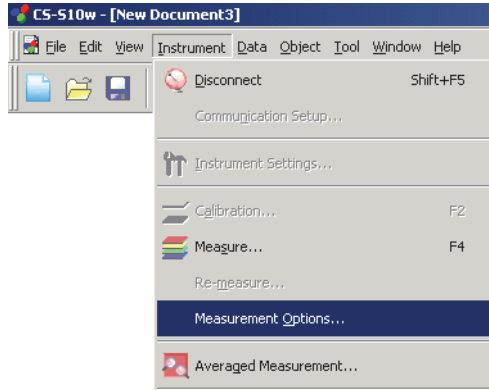 CS-S10w - [New Document3]
File Edit View Instrument Data Object Tool Window Help
Disconnect Shift+F5
Communication Setup...
Instrument Settings...
Calibration... F2
Measure... F4
Re-measure...
Measurement Options...
Averaged Measurement...